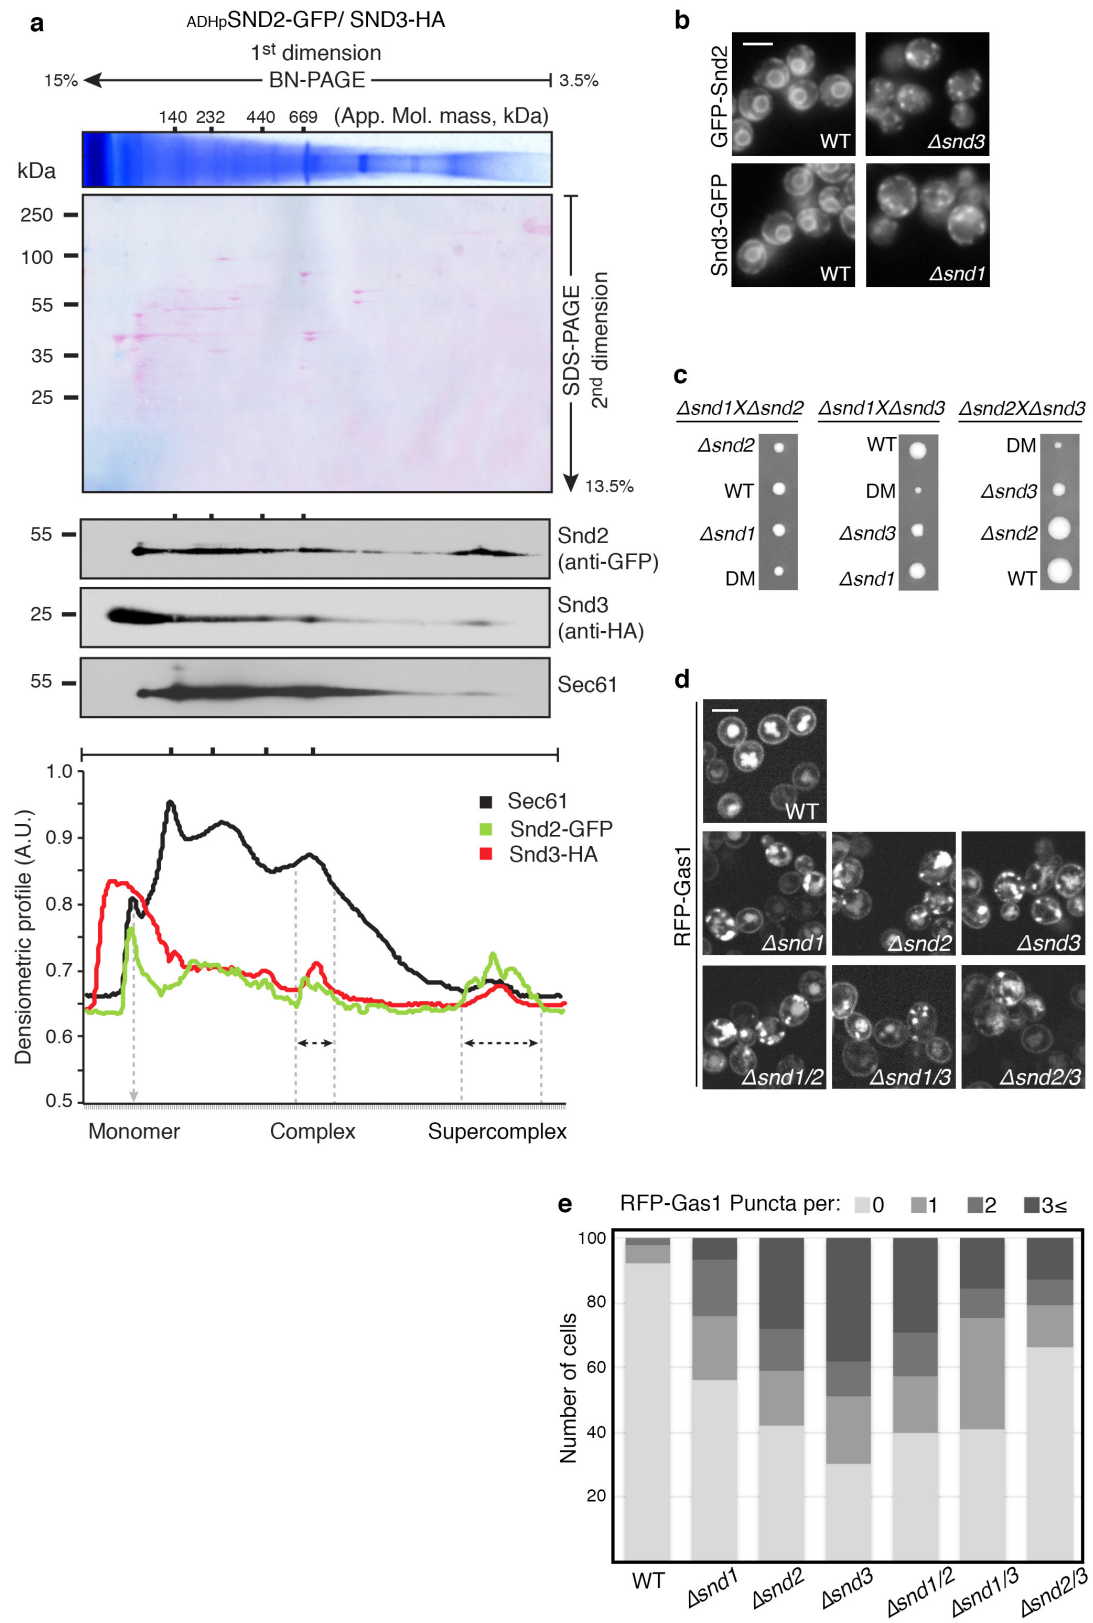 a
ADHpSND2-GFP/ SND3-HA
1st dimension
15% BN-PAGE 3.5%
140 232 440 669 (App. Mol. mass, kDa)
kDa
250
100
55
35
25
SDS-PAGE
2nd dimension
13.5%
55
Snd2
(anti-GFP)
25
Snd3
(anti-HA)
55
Sec61
Densiometric profile (A.U.)
1.0
0.9
0.8
0.7
0.6
0.5
Sec61
Snd2-GFP
Snd3-HA
Monomer Complex Supercomplex
b
GFP-Snd2
WT
Δsnd3
Snd3-GFP
WT
Δsnd1
c
Δsnd1XΔsnd2
Δsnd2
WT
Δsnd1
DM
Δsnd1XΔsnd3
WT
DM
Δsnd3
Δsnd1
Δsnd2XΔsnd3
DM
Δsnd3
Δsnd2
WT
d
RFP-Gas1
WT
Δsnd1
Δsnd2
Δsnd3
Δsnd1/2
Δsnd1/3
Δsnd2/3
e
RFP-Gas1 Puncta per: 0 1 2 3≤
Number of cells
100
80
60
40
20
WT Δsnd1 Δsnd2 Δsnd3 Δsnd1/2 Δsnd1/3 Δsnd2/3